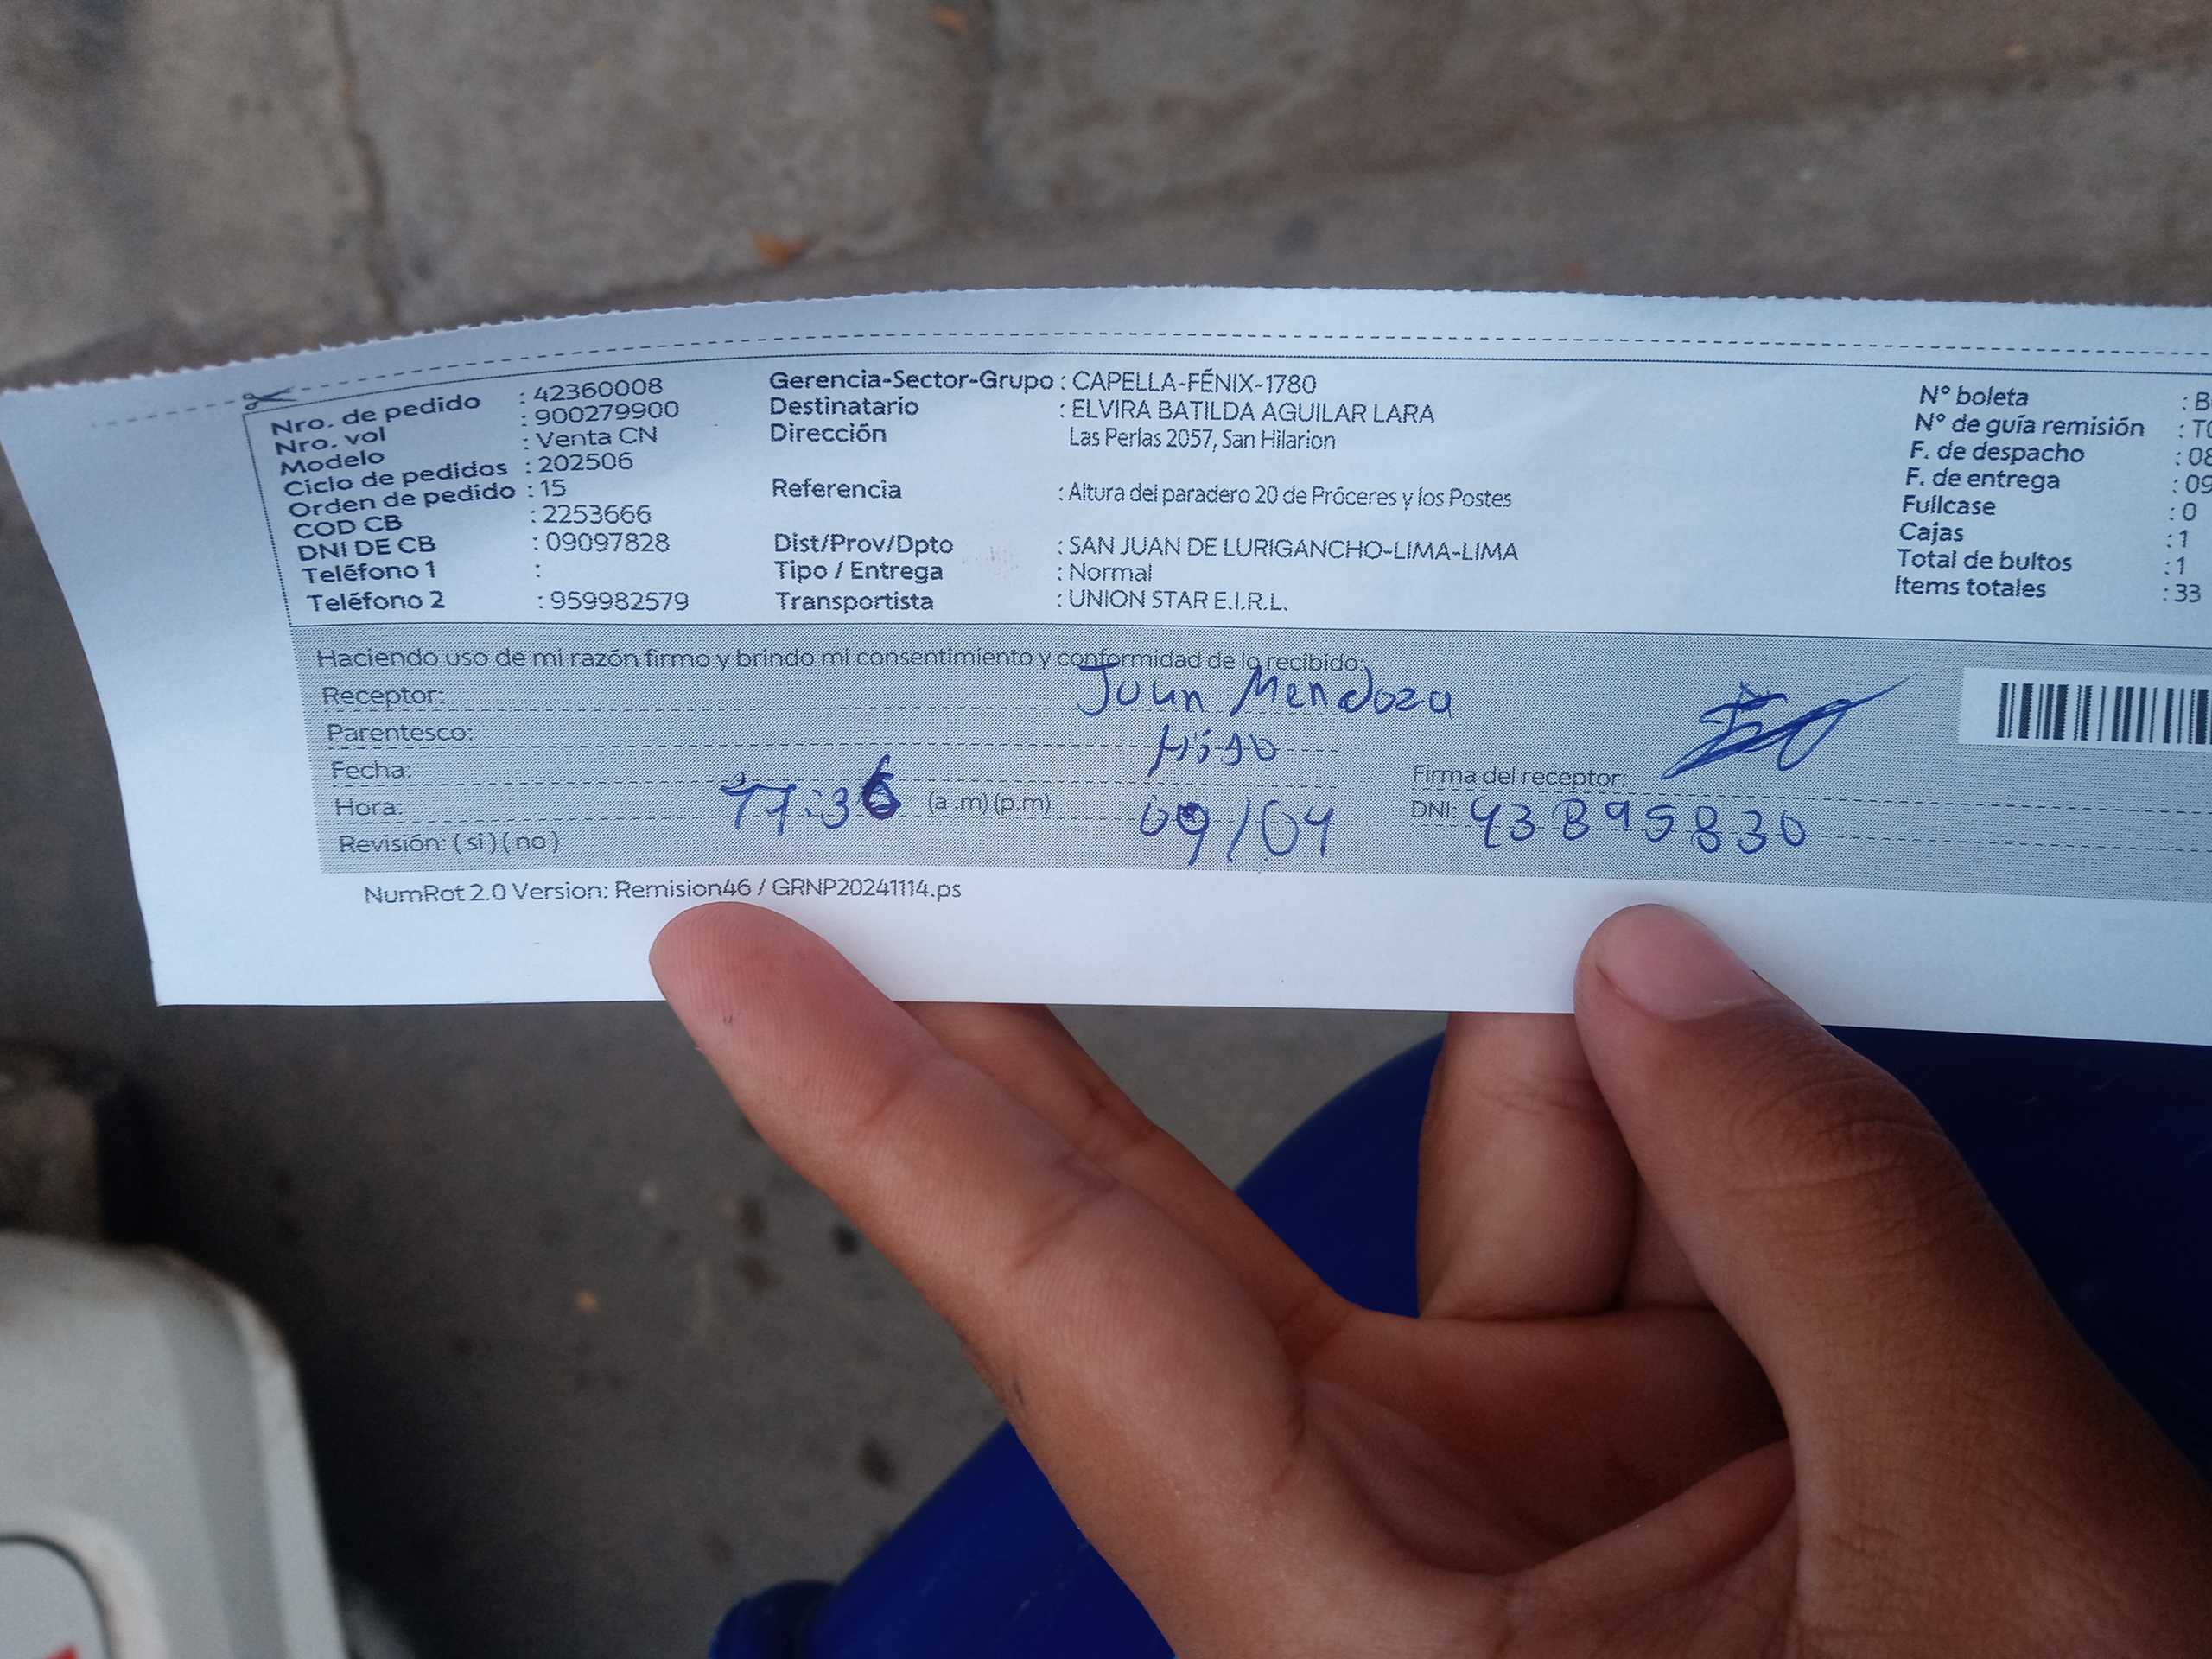 Nro. de pedido : 42360008
Nro. vol : 900279900
Modelo : Venta CN
Ciclo de pedidos : 202506
Orden de pedido : 15
COD CB : 2253666
DNI DE CB : 09097828
Teléfono 1 :
Teléfono 2 : 959982579
Gerencia-Sector-Grupo : CAPELLA-FÉNIX-1780
Destinatario : ELVIRA BATILDA AGUILAR LARA
Dirección Las Perlas 2057, San Hilarion
Referencia : Altura del paradero 20 de Próceres y los Postes
Dist/Prov/Dpto : SAN JUAN DE LURIGANCHO-LIMA-LIMA
Tipo / Entrega : Normal
Transportista : UNION STAR E.I.R.L.
N° boleta : B
N° de guía remisión : T
F. de despacho : 08
F. de entrega : 09
Fullcase : 0
Cajas : 1
Total de bultos : 1
Items totales : 33
Haciendo uso de mi razón firmo y brindo mi consentimiento y conformidad de lo recibido:
Receptor: Juan Mendoza
Parentesco: Hijo
Fecha: 09/04
Hora: :36 (a .m) (p.m)
Revisión: ( si ) ( no )
Firma del receptor:
DNI: 43895830
NumRot 2.0 Version: Remision46 / GRNP20241114.ps